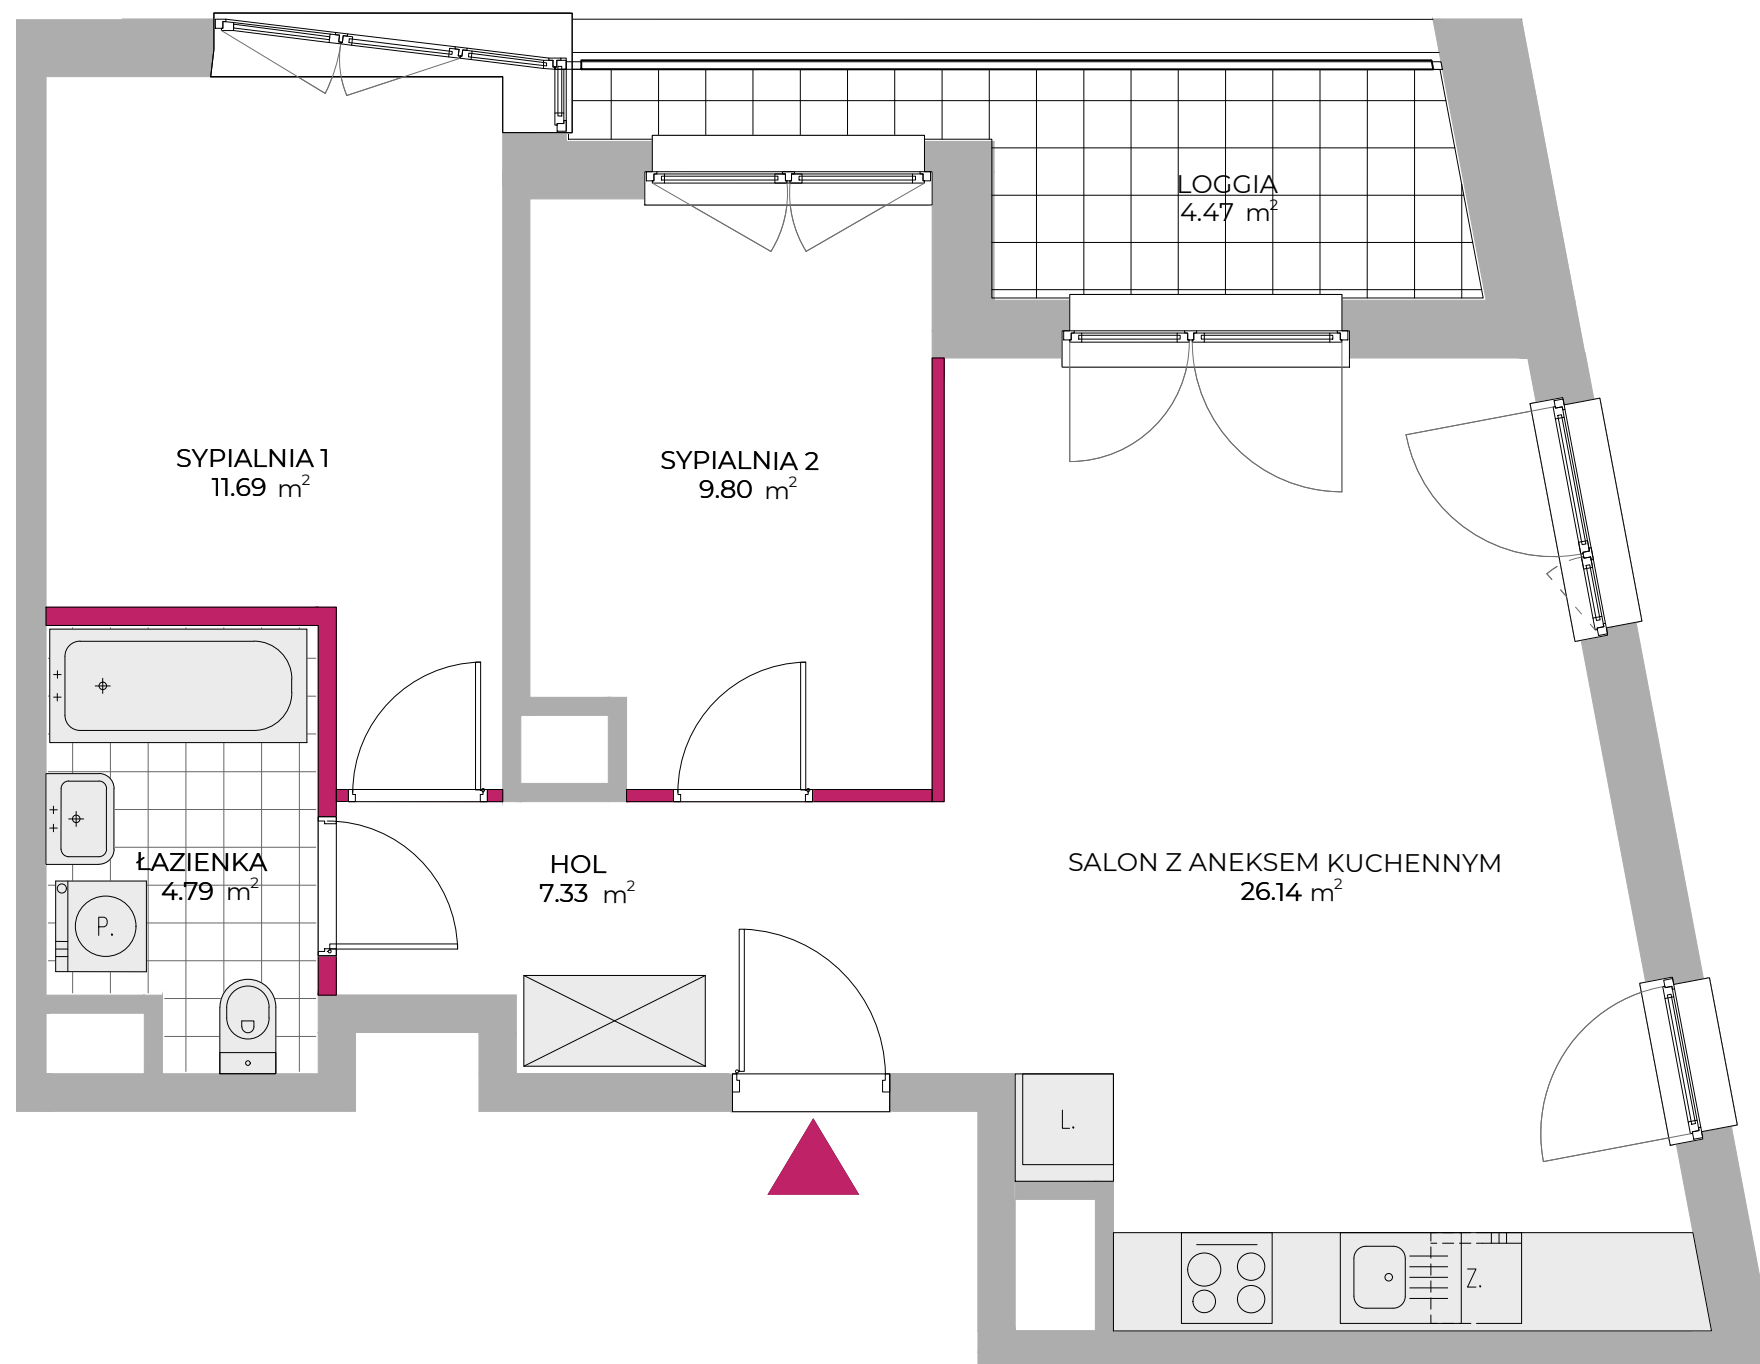 LOGGIA
4.47 m²
SYPIALNIA 1
11.69 m²
SYPIALNIA 2
9.80 m²
ŁAZIENKA
4.79 m²
HOL
7.33 m²
SALON Z ANEKSEM KUCHENNYM
26.14 m²
P.
L.
Z.